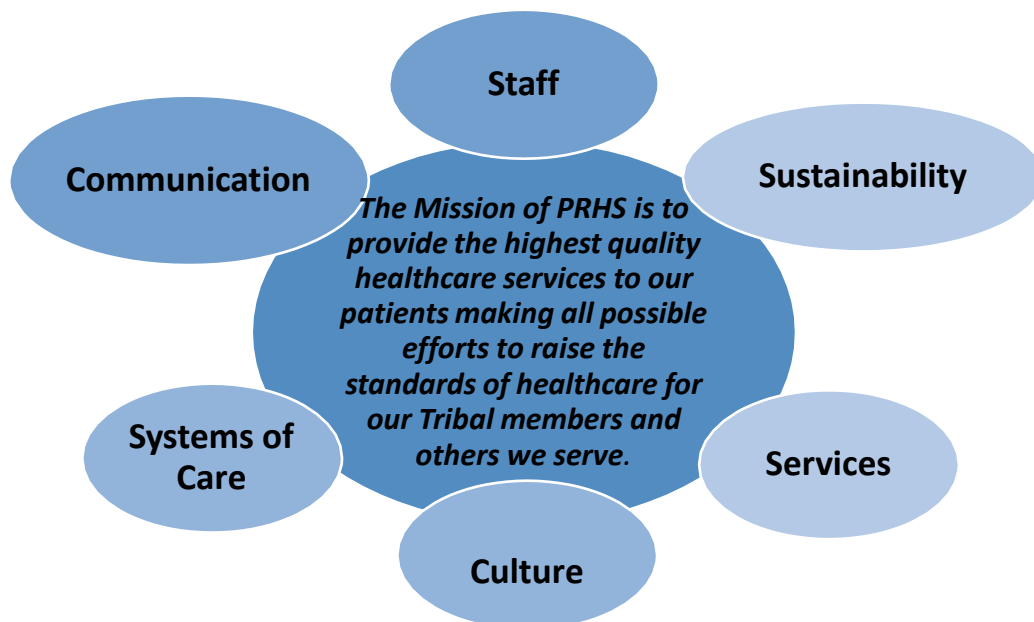 Staff
Communication
Sustainability
The Mission of PRHS is to
provide the highest quality
healthcare services to our
patients making all possible
efforts to raise the
standards of healthcare for
our Tribal members and
others we serve.
Systems of
Care
Services
Culture